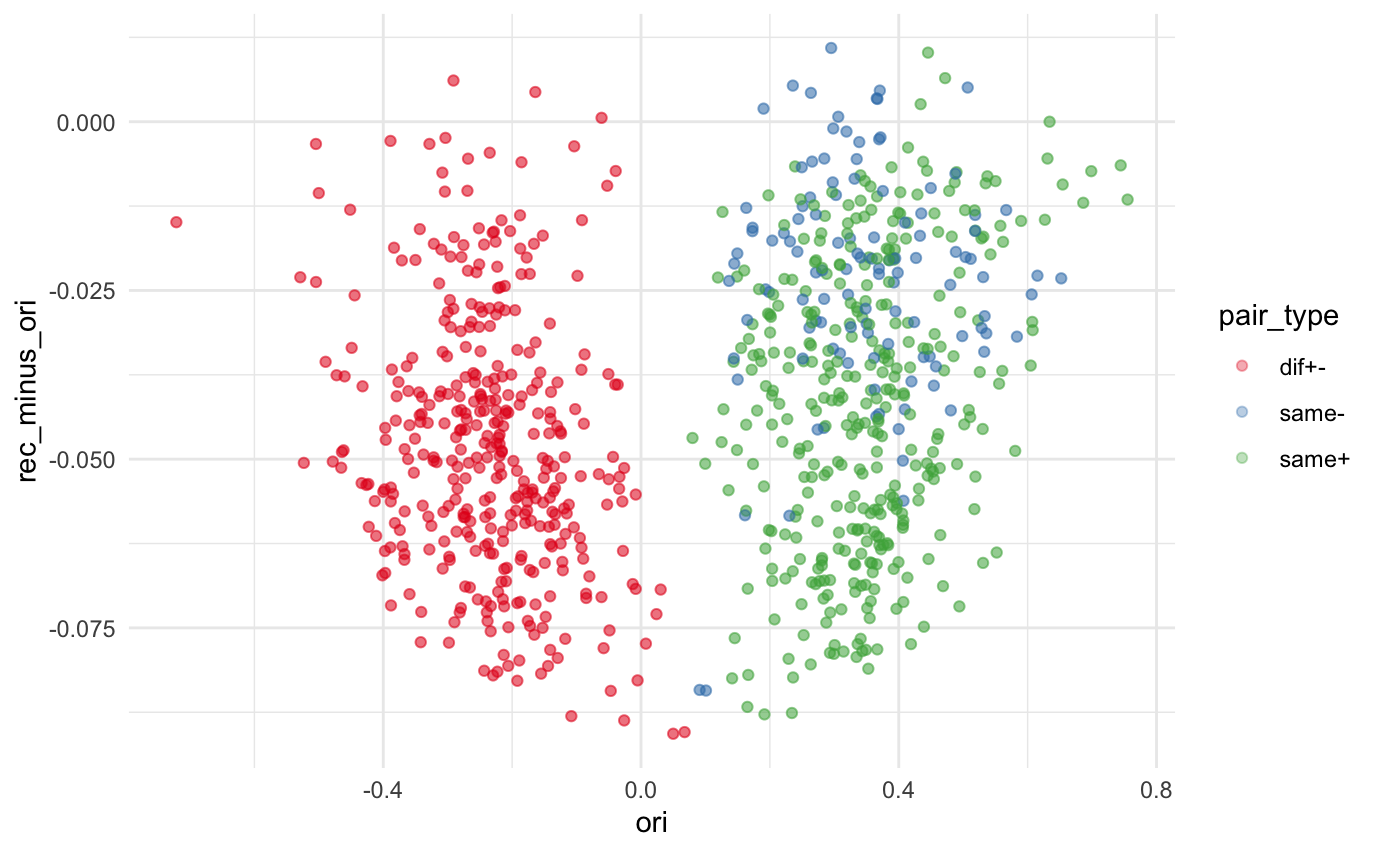 0.000
-0.025
-0.050
-0.075
rec_minus_ori
-0.4
0.0
0.4
0.8
ori
pair_type
dif+-
same-
same+